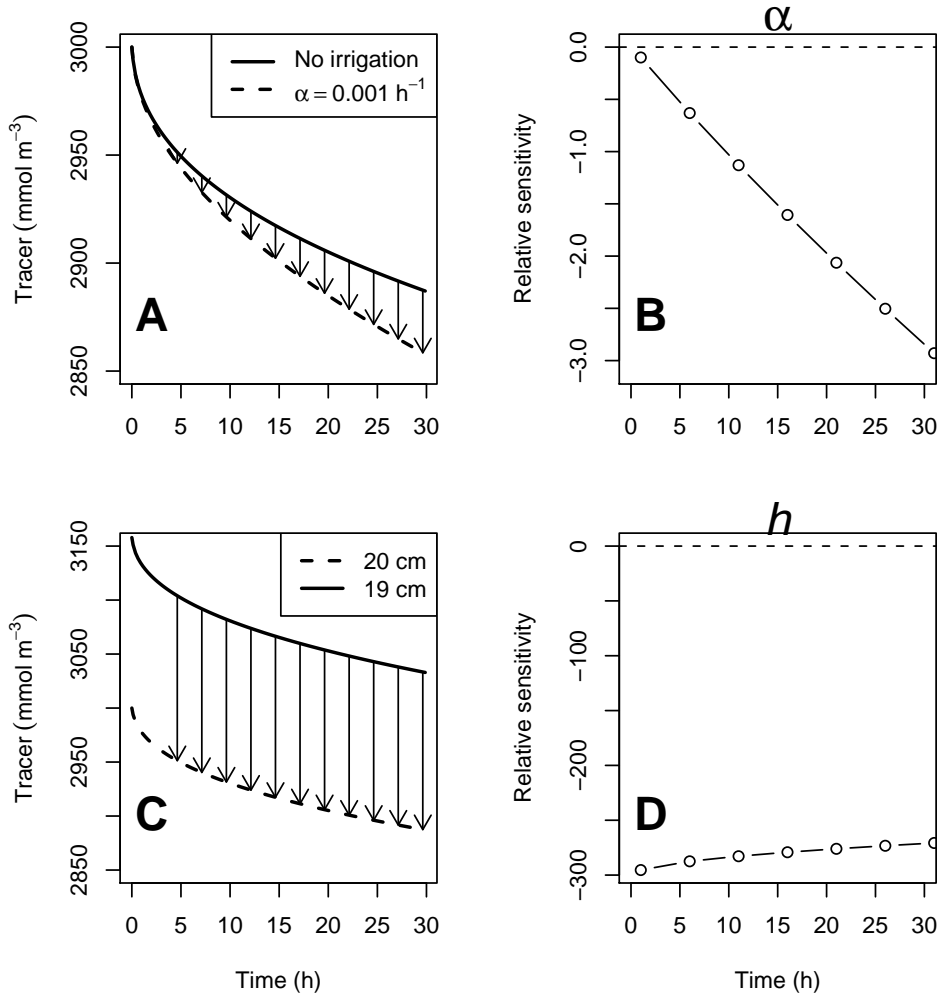 Tracer (mmol m⁻³)
3000
2950
2900
2850
No irrigation
α = 0.001 h⁻¹
A
0 5 10 15 20 25 30
α
Relative sensitivity
0.0
−1.0
−2.0
−3.0
B
0 5 10 15 20 25 30
Tracer (mmol m⁻³)
3150
3050
2950
2850
20 cm
19 cm
C
0 5 10 15 20 25 30
Time (h)
h
Relative sensitivity
0
−100
−200
−300
D
0 5 10 15 20 25 30
Time (h)